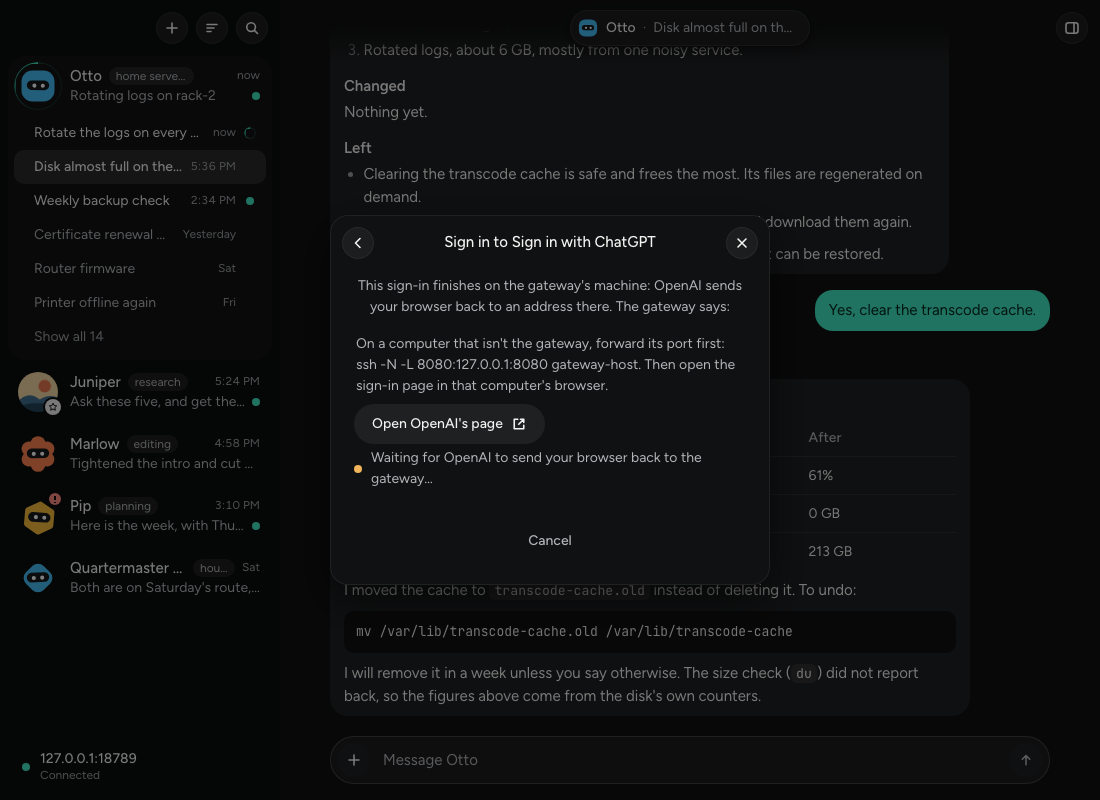 Otto · Disk almost full on th...
Otto home serve... now
Rotating logs on rack-2
Rotate the logs on every ... now
Disk almost full on the... 5:36 PM
Weekly backup check 2:34 PM
Certificate renewal ... Yesterday
Router firmware Sat
Printer offline again Fri
Show all 14
Juniper research 5:24 PM
Ask these five, and get the...
Marlow editing 4:58 PM
Tightened the intro and cut ...
Pip planning 3:10 PM
Here is the week, with Thu...
Quartermaster ... hou... Sat
Both are on Saturday's route,...
127.0.0.1:18789
Connected
3. Rotated logs, about 6 GB, mostly from one noisy service.
Changed
Nothing yet.
Left
• Clearing the transcode cache is safe and frees the most. Its files are regenerated on
demand.
download them again.
can be restored.
Yes, clear the transcode cache.
Sign in to Sign in with ChatGPT
This sign-in finishes on the gateway's machine: OpenAI sends
your browser back to an address there. The gateway says:
On a computer that isn't the gateway, forward its port first:
ssh -N -L 8080:127.0.0.1:8080 gateway-host. Then open the
sign-in page in that computer's browser.
Open OpenAI's page
Waiting for OpenAI to send your browser back to the
gateway...
Cancel
After
61%
0 GB
213 GB
I moved the cache to transcode-cache.old instead of deleting it. To undo:
mv /var/lib/transcode-cache.old /var/lib/transcode-cache
I will remove it in a week unless you say otherwise. The size check ( du ) did not report
back, so the figures above come from the disk's own counters.
Message Otto